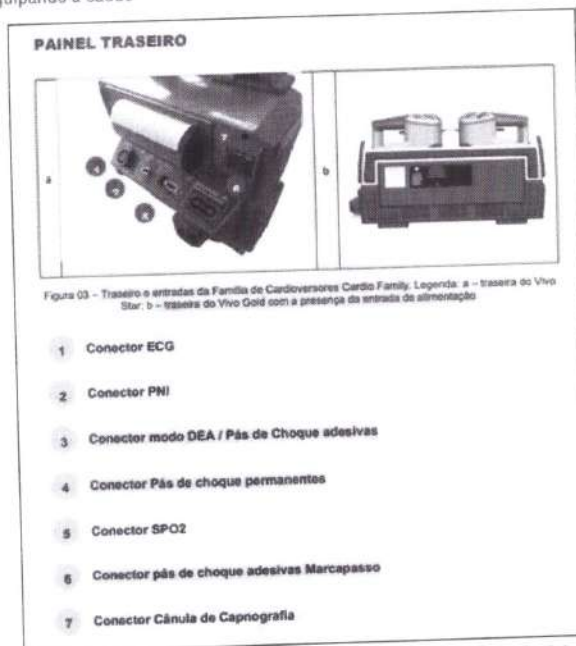 PAINEL TRASEIRO
a
b
Figura 03 – Traseiro e entradas da Família de Cardioversores Cardio Family. Legenda: a – traseira do Vivo
Star; b – traseira do Vivo Gold com a presença da entrada de alimentação
1 Conector ECG
2 Conector PNI
3 Conector modo DEA / Pás de Choque adesivas
4 Conector Pás de choque permanentes
5 Conector SPO2
6 Conector pás de choque adesivas Marcapasso
7 Conector Cânula de Capnografia